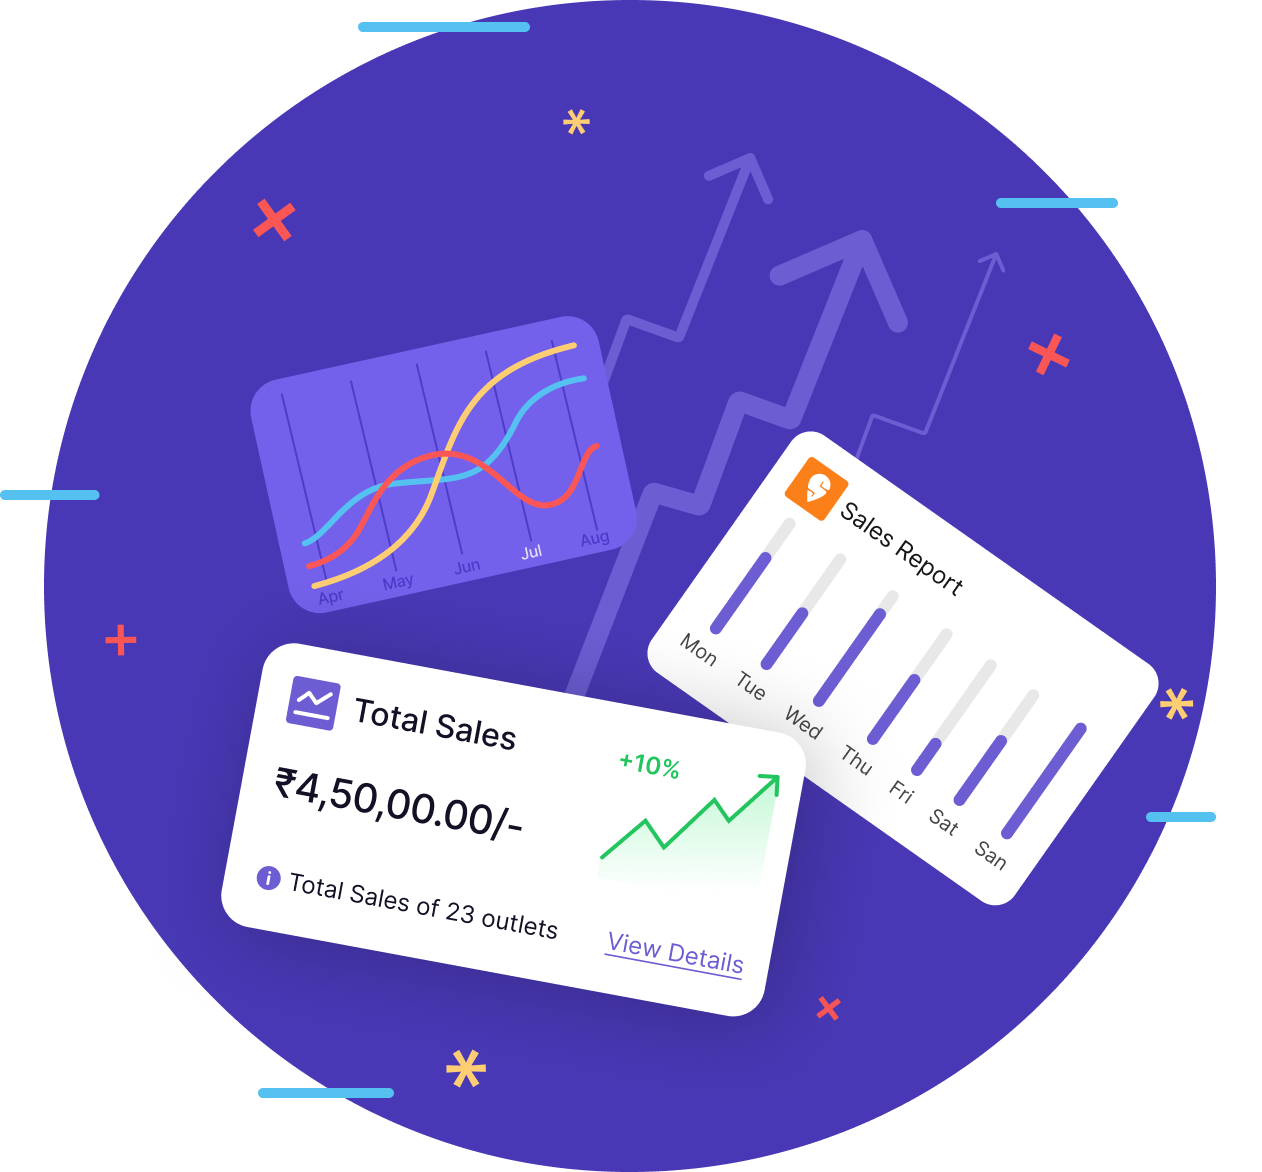 Apr May Jun Jul Aug
Sales Report
Mon Tue Wed Thu Fri Sat San
Total Sales
+10%
₹4,50,00.00/-
Total Sales of 23 outlets
View Details